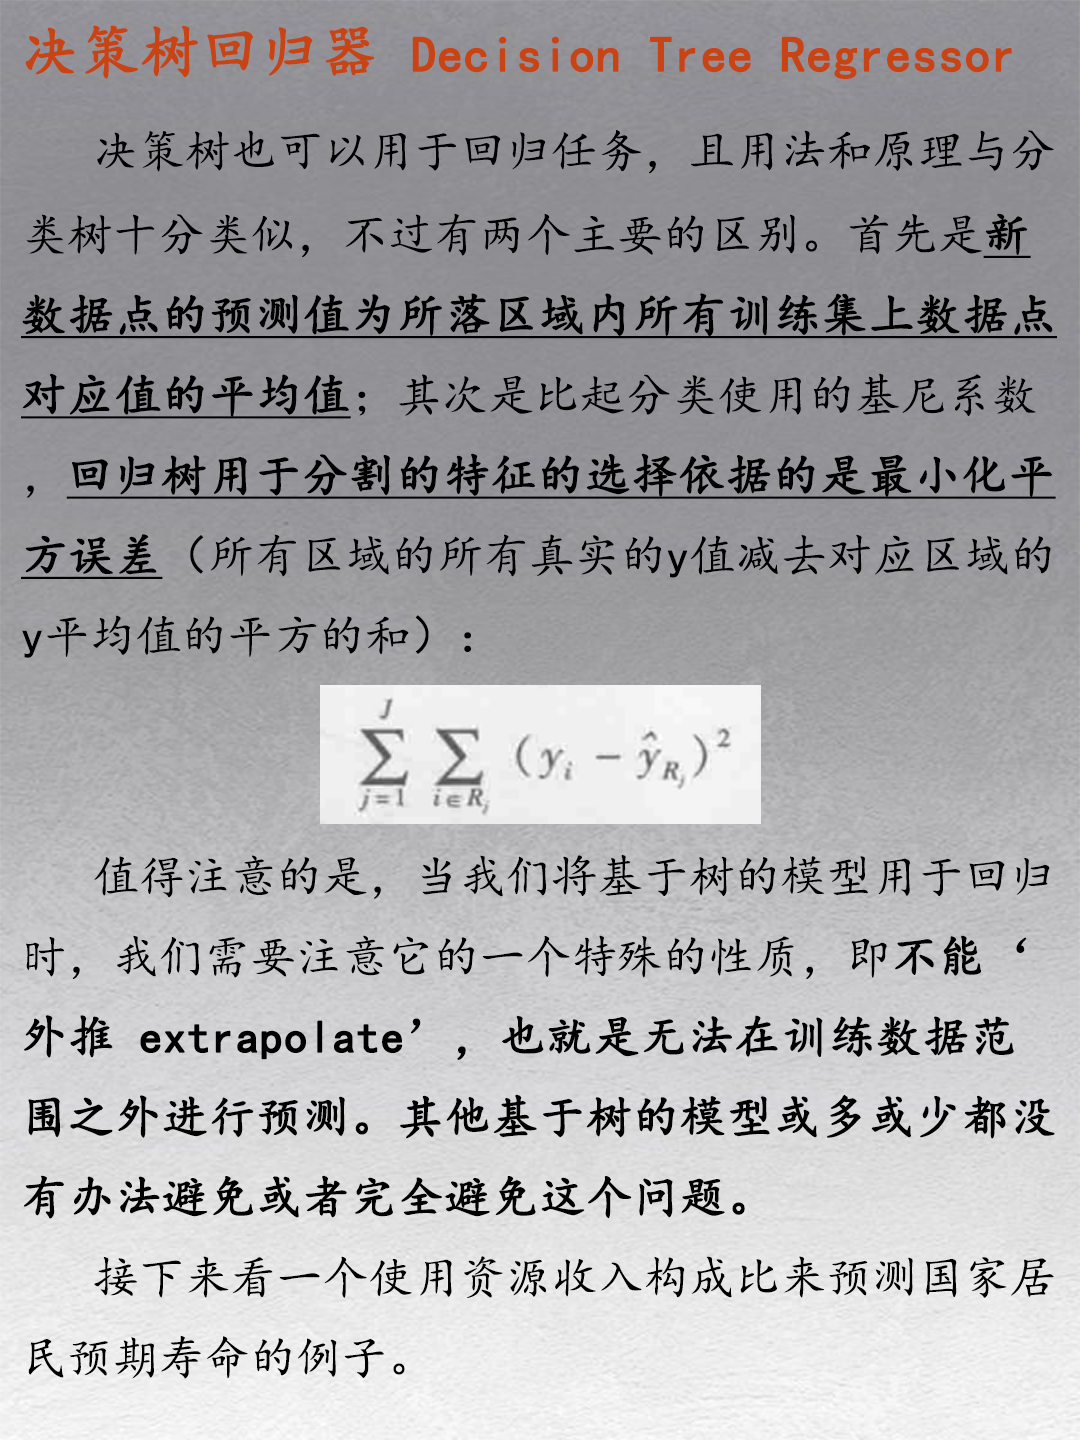 决策树回归器 Decision Tree Regressor
决策树也可以用于回归任务，且用法和原理与分
类树十分类似，不过有两个主要的区别。首先是新
数据点的预测值为所落区域内所有训练集上数据点
对应值的平均值；其次是比起分类使用的基尼系数
，回归树用于分割的特征的选择依据的是最小化平
方误差（所有区域的所有真实的y值减去对应区域的
y平均值的平方的和）：
\sum_{j=1}^{J} \sum_{i \in R_j} (y_i - \hat{y}_{R_j})^2
值得注意的是，当我们将基于树的模型用于回归
时，我们需要注意它的一个特殊的性质，即不能‘
外推 extrapolate’，也就是无法在训练数据范
围之外进行预测。其他基于树的模型或多或少都没
有办法避免或者完全避免这个问题。
接下来看一个使用资源收入构成比来预测国家居
民预期寿命的例子。